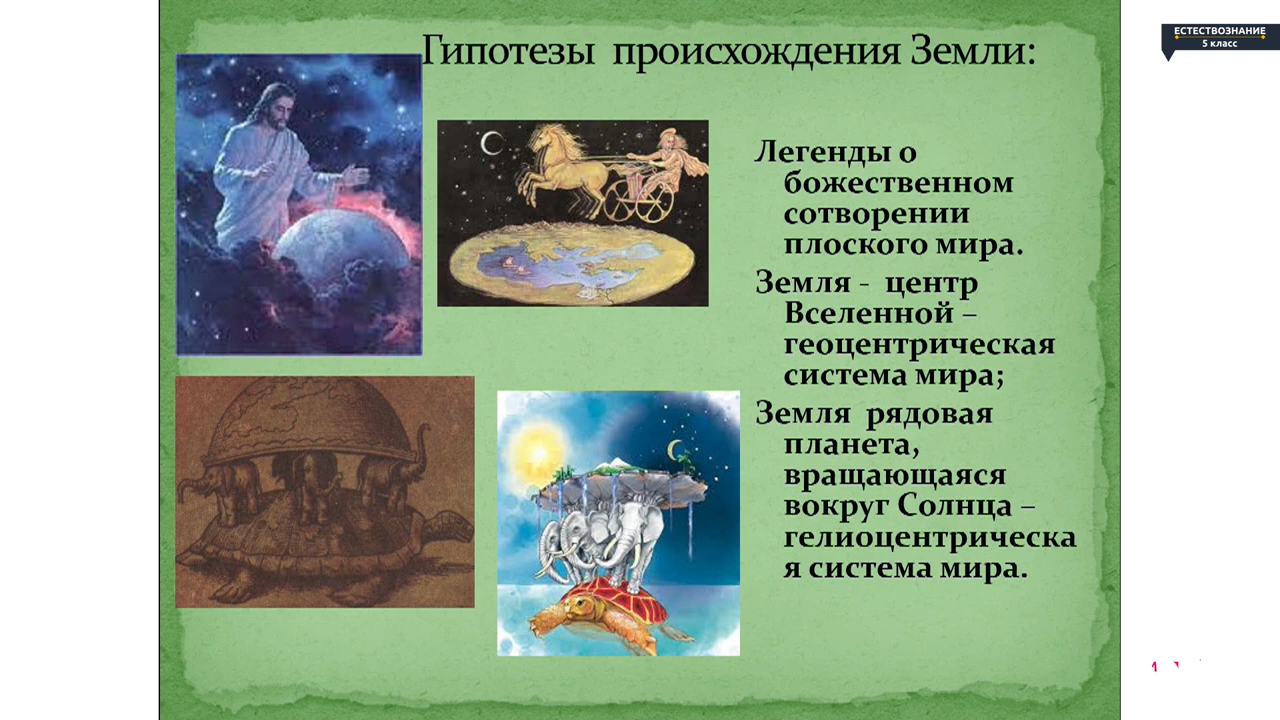 ЕСТЕСТВОЗНАНИЕ
5 класс
Гипотезы происхождения Земли:
Легенды о
божественном
сотворении
плоского мира.
Земля - центр
Вселенной –
геоцентрическая
система мира;
Земля рядовая
планета,
вращающаяся
вокруг Солнца –
гелиоцентрическа
я система мира.